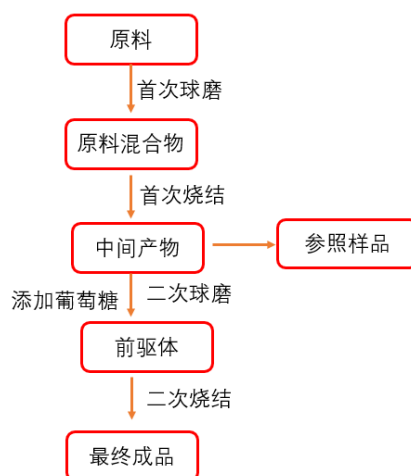 原料
首次球磨
原料混合物
首次烧结
中间产物
参照样品
添加葡萄糖
二次球磨
前驱体
二次烧结
最终成品